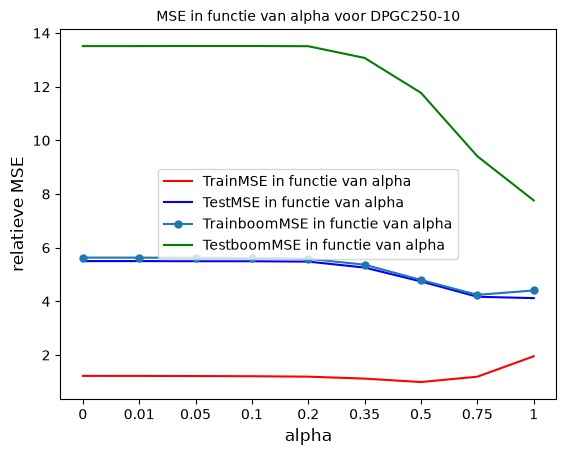 MSE in functie van alpha voor DPGC250-10
relatieve MSE
14
12
10
8
6
4
2
TrainMSE in functie van alpha
TestMSE in functie van alpha
TrainboomMSE in functie van alpha
TestboomMSE in functie van alpha
0 0.01 0.05 0.1 0.2 0.35 0.5 0.75 1
alpha